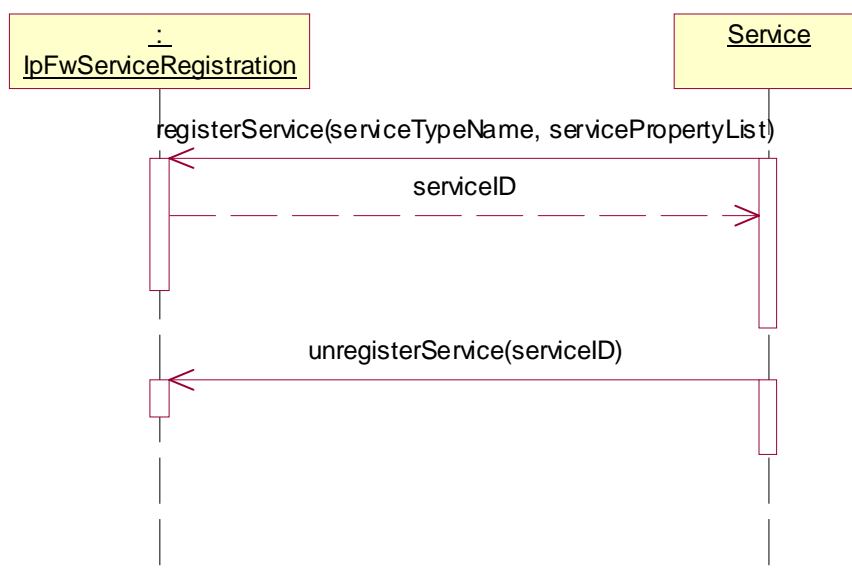 :
IpFwServiceRegistration
Service
registerService(serviceTypeName, servicePropertyList)
serviceID
unregisterService(serviceID)